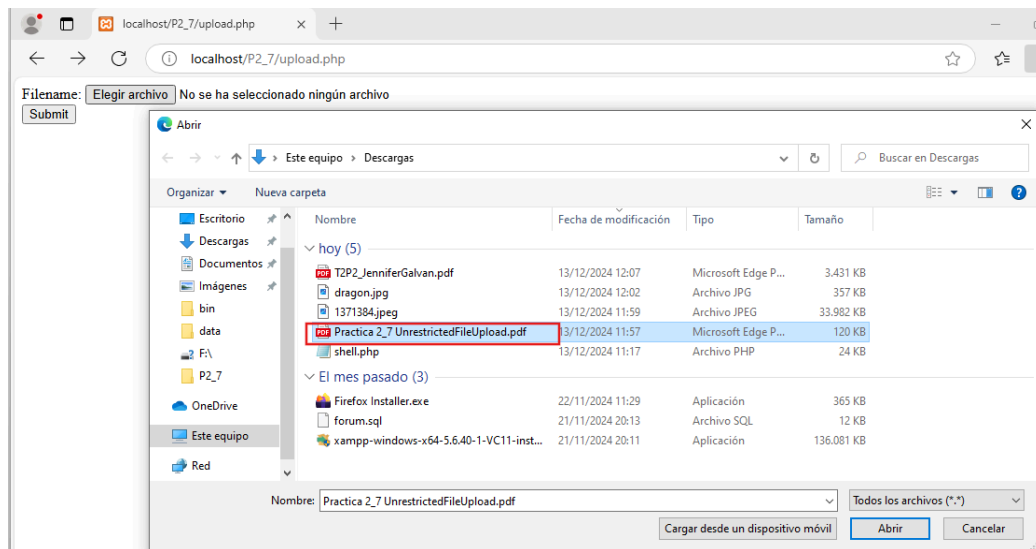 localhost/P2_7/upload.php
localhost/P2_7/upload.php
Filename: Elegir archivo No se ha seleccionado ningún archivo
Submit
Abrir
Este equipo > Descargas
Buscar en Descargas
Organizar Nueva carpeta
Nombre Fecha de modificación Tipo Tamaño
Escritorio
Descargas
Documentos
Imágenes
bin
data
F:\
P2_7
OneDrive
Este equipo
Red
hoy (5)
PDF T2P2_JenniferGalvan.pdf 13/12/2024 12:07 Microsoft Edge P... 3.431 KB
dragon.jpg 13/12/2024 12:02 Archivo JPG 357 KB
1371384.jpeg 13/12/2024 11:59 Archivo JPEG 33.982 KB
PDF Practica 2_7 UnrestrictedFileUpload.pdf 13/12/2024 11:57 Microsoft Edge P... 120 KB
shell.php 13/12/2024 11:17 Archivo PHP 24 KB
El mes pasado (3)
Firefox Installer.exe 22/11/2024 11:29 Aplicación 365 KB
forum.sql 21/11/2024 20:13 Archivo SQL 12 KB
xampp-windows-x64-5.6.40-1-VC11-inst... 21/11/2024 20:11 Aplicación 136.081 KB
Nombre: Practica 2_7 UnrestrictedFileUpload.pdf Todos los archivos (*.*)
Cargar desde un dispositivo móvil Abrir Cancelar